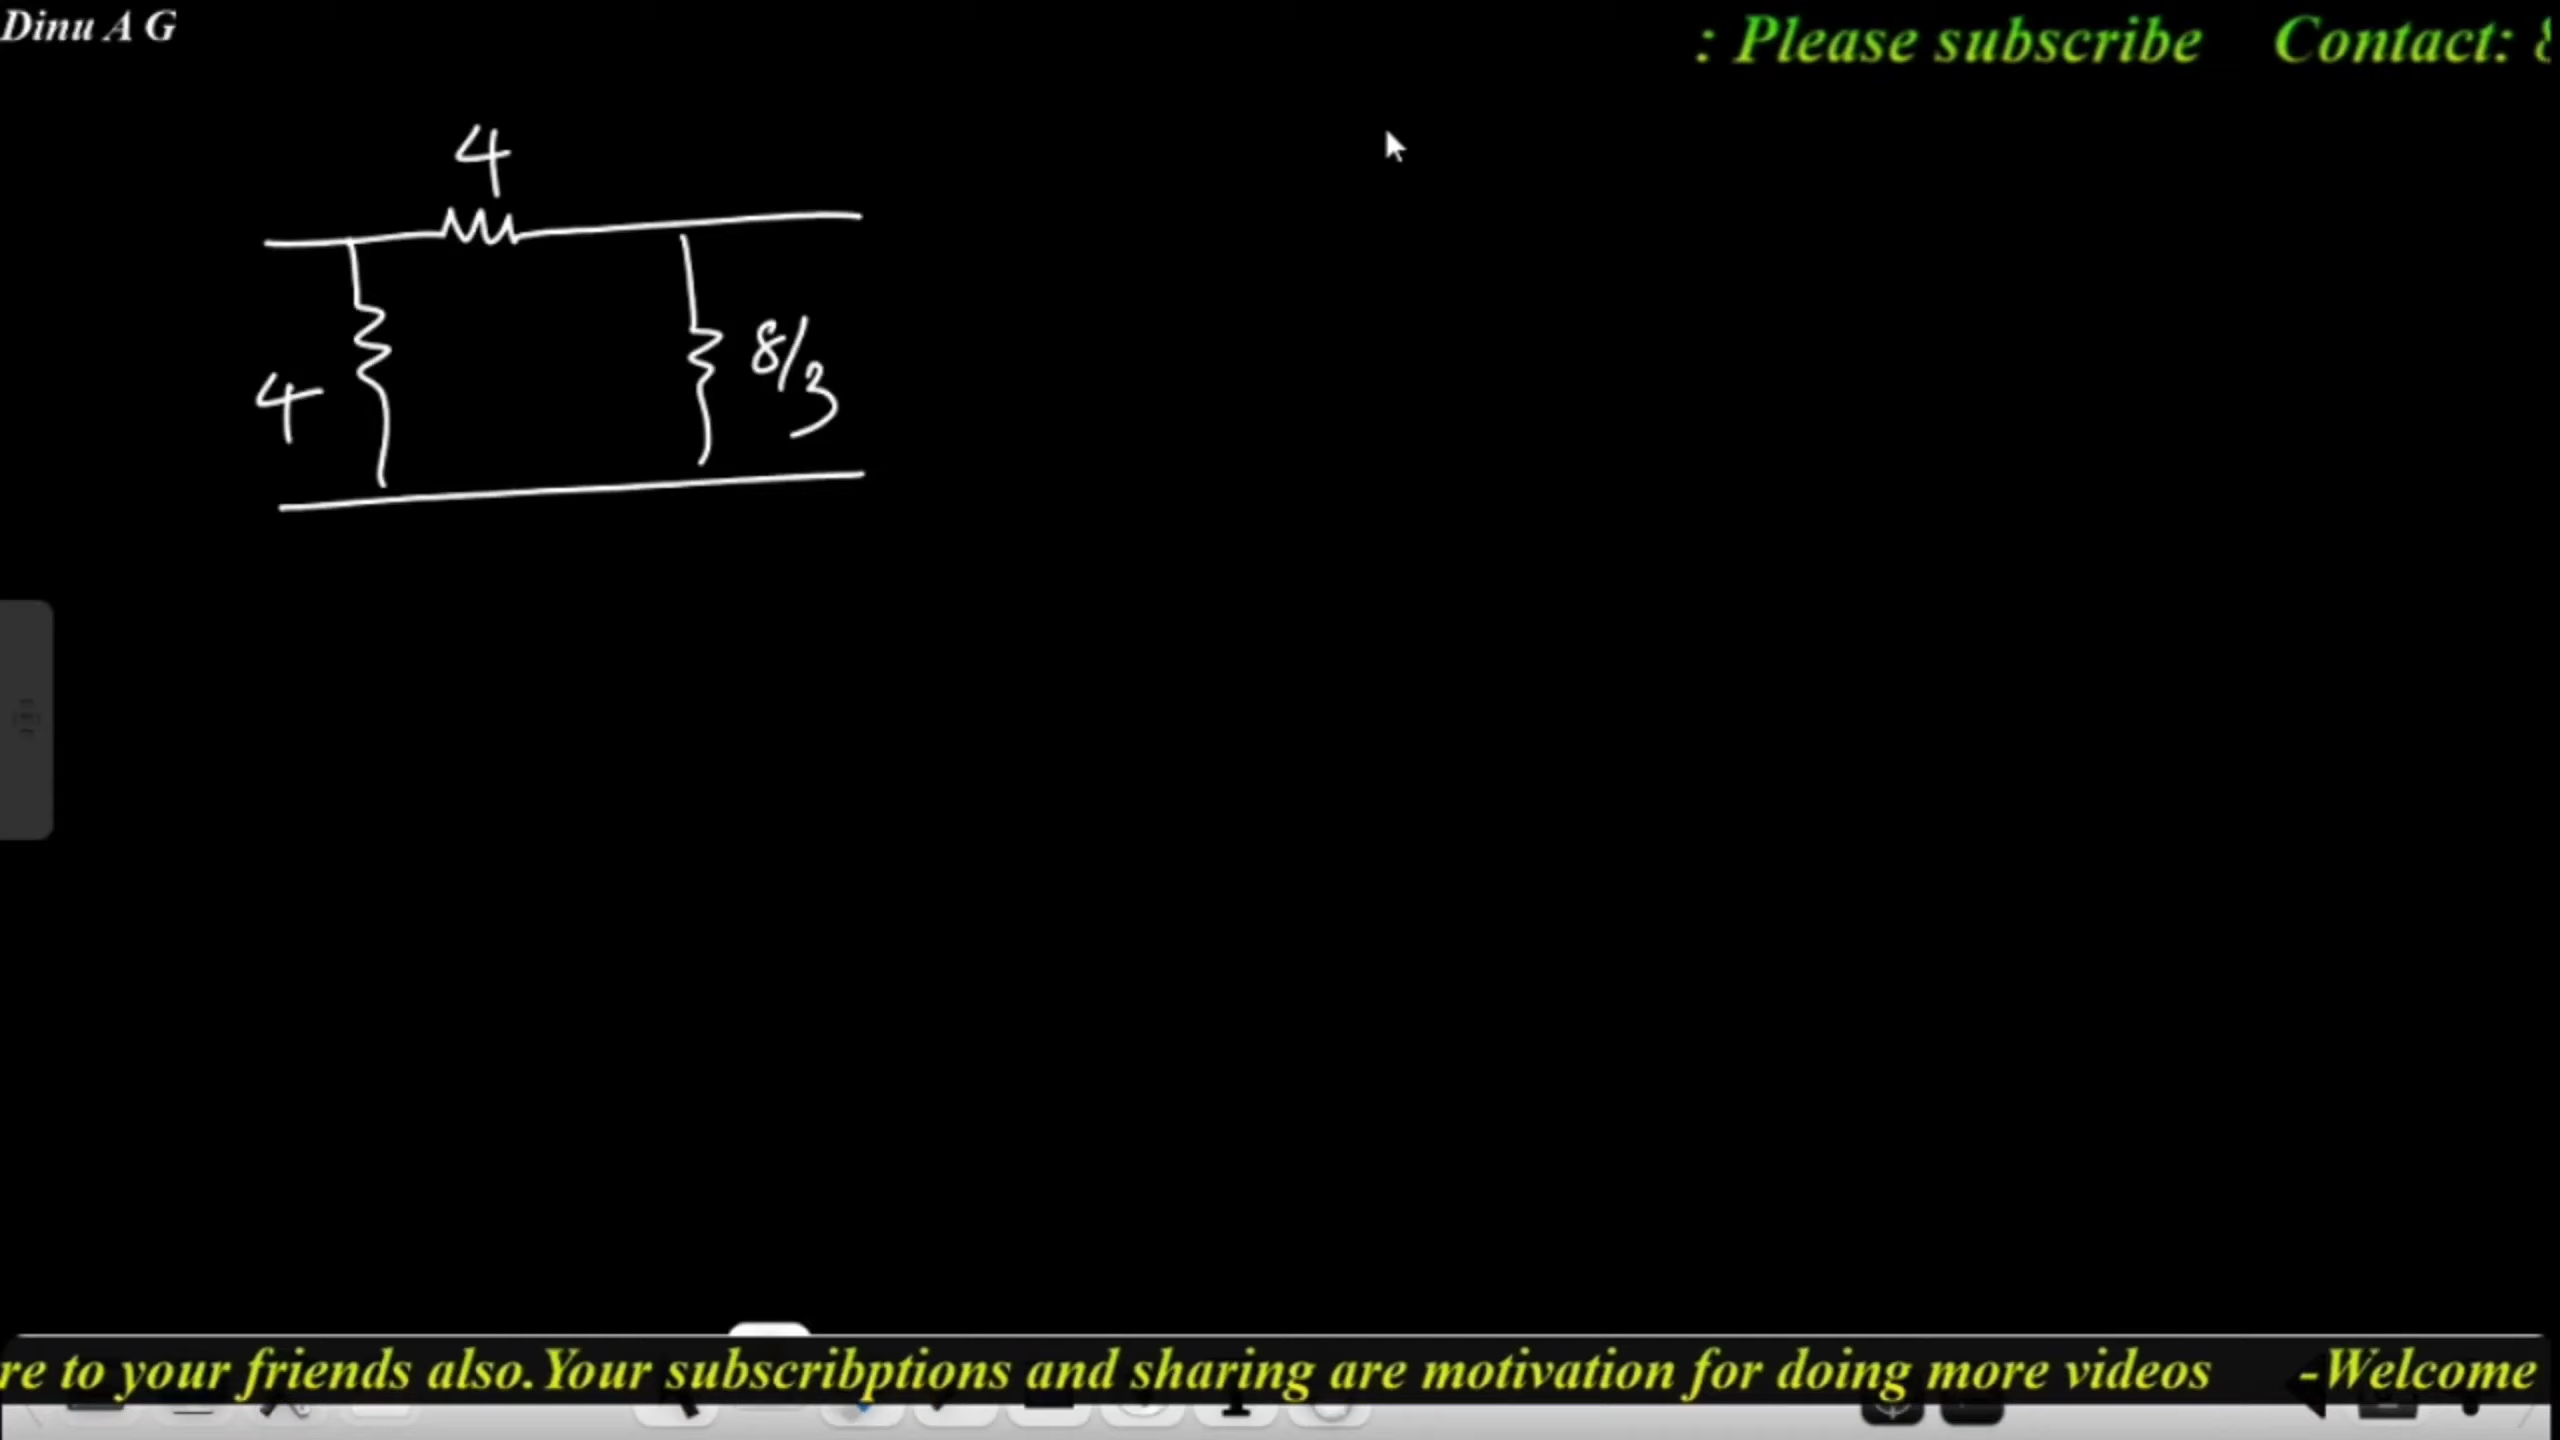 Dinu A G
: Please subscribe Contact:
4
4
8/3
re to your friends also.Your subscribptions and sharing are motivation for doing more videos -Welcome